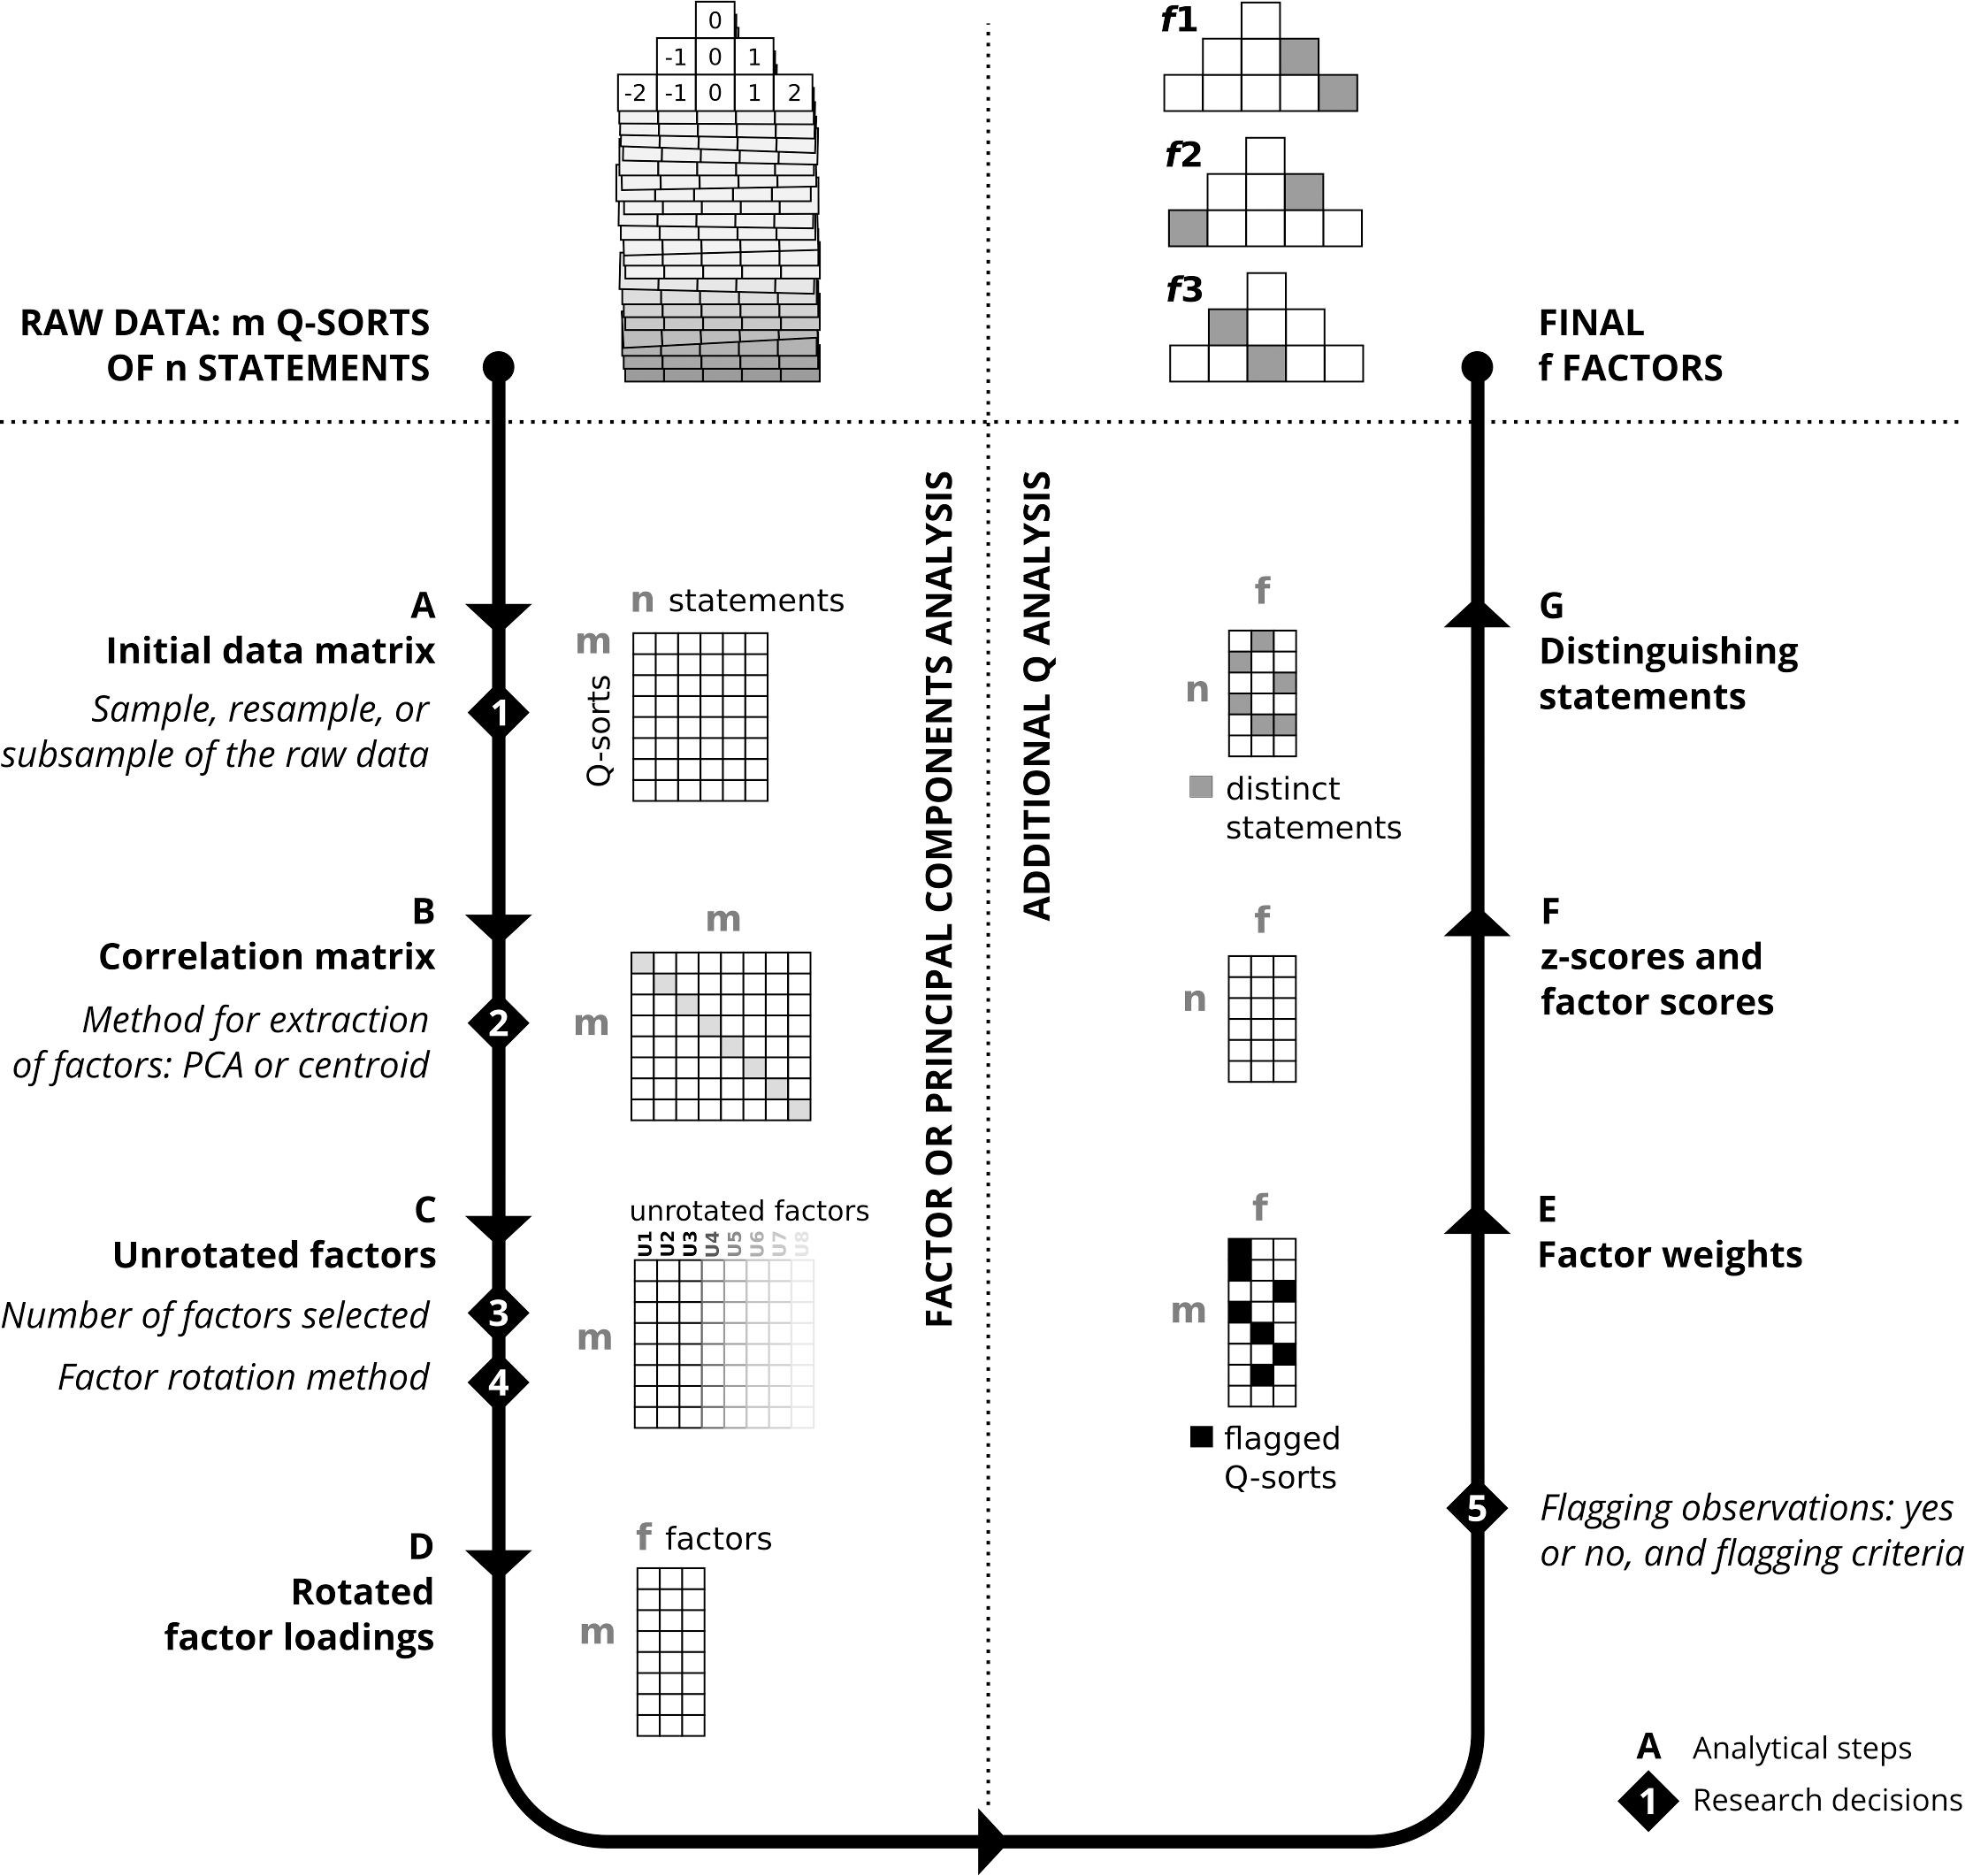 0
-1 0 1
-2 -1 0 1 2
RAW DATA: m Q-SORTS
OF n STATEMENTS
A
Initial data matrix
Sample, resample, or
subsample of the raw data
1
n statements
m
Q-sorts
B
Correlation matrix
Method for extraction
of factors: PCA or centroid
2
m
m
C
Unrotated factors
Number of factors selected
3
Factor rotation method
4
unrotated factors
U1 U2 U3 U4 U5 U6 U7 U8
m
D
Rotated
factor loadings
f factors
m
FACTOR OR PRINCIPAL COMPONENTS ANALYSIS
ADDITIONAL Q ANALYSIS
f1
f2
f3
FINAL
f FACTORS
f
n
distinct
statements
G
Distinguishing
statements
f
n
F
z-scores and
factor scores
f
m
flagged
Q-sorts
E
Factor weights
5
Flagging observations: yes
or no, and flagging criteria
A Analytical steps
1 Research decisions